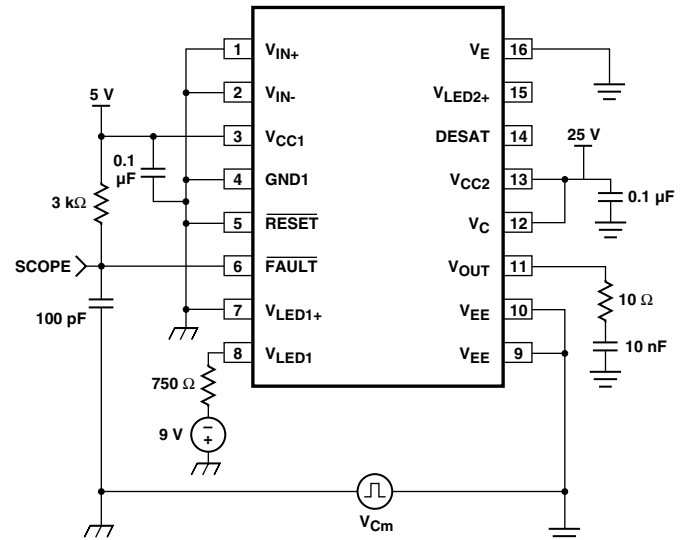 1 V_IN+
2 V_IN-
3 V_CC1
4 GND1
5 RESET
6 FAULT
7 V_LED1+
8 V_LED1
V_E 16
V_LED2+ 15
DESAT 14
V_CC2 13
V_C 12
V_OUT 11
V_EE 10
V_EE 9
5 V
0.1
µF
3 kΩ
SCOPE
100 pF
750 Ω
9 V
25 V
0.1 µF
10 Ω
10 nF
V_Cm